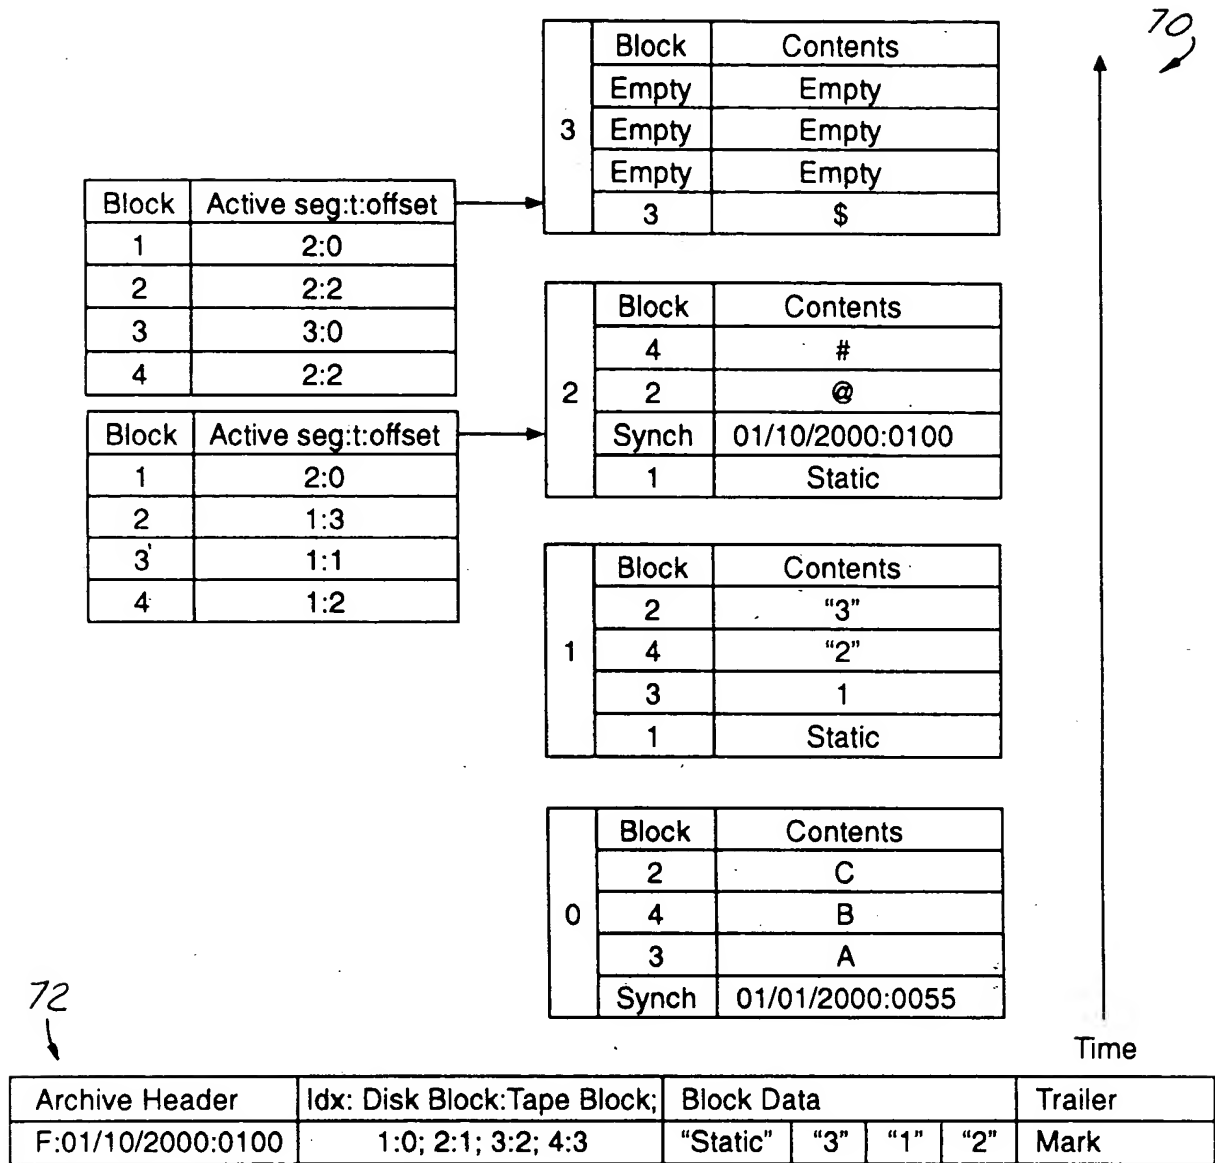 70
3
Block Contents
Empty Empty
Empty Empty
Empty Empty
3 $
Block Active seg:t:offset
1 2:0
2 2:2
3 3:0
4 2:2
2
Block Contents
4 #
2 @
Synch 01/10/2000:0100
1 Static
Block Active seg:t:offset
1 2:0
2 1:3
3 1:1
4 1:2
1
Block Contents
2 “3”
4 “2”
3 1
1 Static
0
Block Contents
2 C
4 B
3 A
Synch 01/01/2000:0055
Time
72
Archive Header Idx: Disk Block:Tape Block; Block Data Trailer
F:01/10/2000:0100 1:0; 2:1; 3:2; 4:3 “Static” “3” “1” “2” Mark